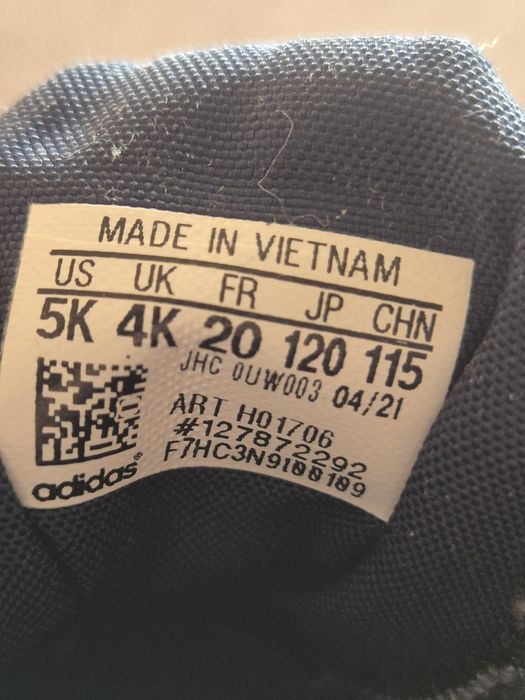 MADE IN VIETNAM
US UK FR JP CHN
5K 4K 20 120 115
JHC 0UW003 04/21
ART H01706
#127872292
F7HC3N9100109
adidas®